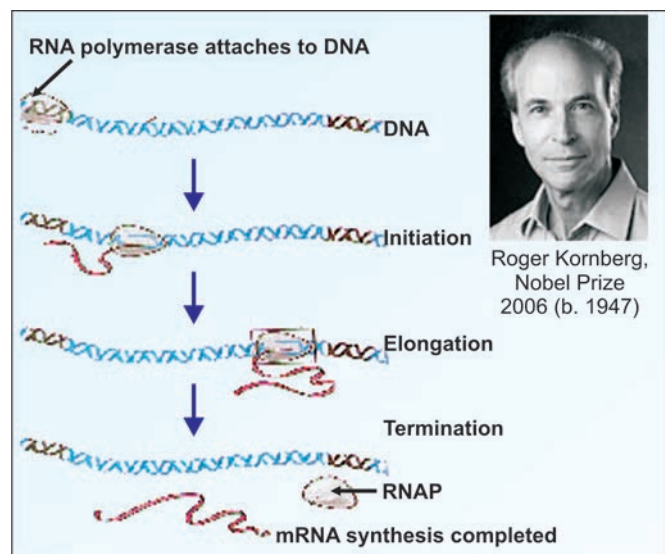 RNA polymerase attaches to DNA
DNA
Initiation
Roger Kornberg,
Nobel Prize
2006 (b. 1947)
Elongation
Termination
RNAP
mRNA synthesis completed